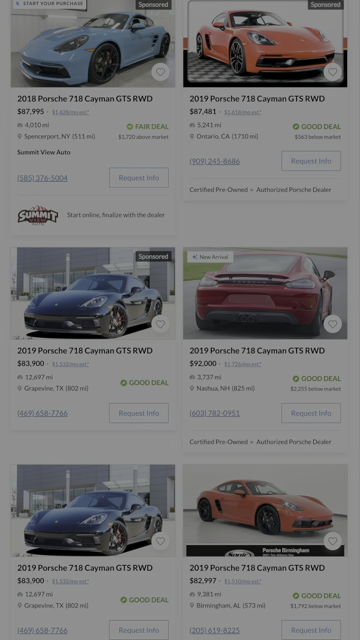 START YOUR PURCHASE
Sponsored
2018 Porsche 718 Cayman GTS RWD
$87,995 · $1,628/mo est.*
4,010 mi
FAIR DEAL
Spencerport, NY (511 mi)
$1,720 above market
Summit View Auto
(585) 376-5004
Request Info
SUMMIT
Start online, finalize with the dealer
Sponsored
2019 Porsche 718 Cayman GTS RWD
$87,481 ·
5,241 mi
GOOD DEAL
Ontario, CA (1710 mi)
$563 below market
(909) 245-8686
Request Info
Certified Pre-Owned + Authorized Porsche Dealer
Sponsored
2019 Porsche 718 Cayman GTS RWD
$83,900 ·
12,697 mi
GOOD DEAL
Grapevine, TX (802 mi)
(469) 658-7766
Request Info
New Arrival
2019 Porsche 718 Cayman GTS RWD
$92,000 ·
3,737 mi
GOOD DEAL
Nashua, NH (825 mi)
$2,255 below market
(603) 782-0951
Request Info
Certified Pre-Owned + Authorized Porsche Dealer
2019 Porsche 718 Cayman GTS RWD
$83,900 ·
12,697 mi
GOOD DEAL
Grapevine, TX (802 mi)
(469) 658-7766
Request Info
Porsche Birmingham
2019 Porsche 718 Cayman GTS RWD
$82,997 ·
9,381 mi
GOOD DEAL
Birmingham, AL (573 mi)
$1,792 below market
(205) 619-8225
Request Info